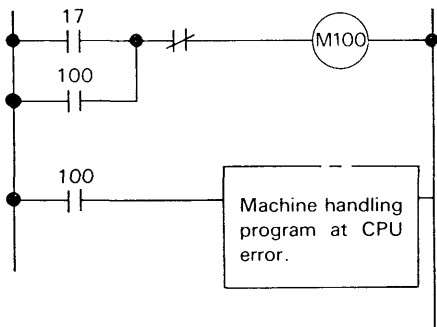 17
M100
100
100
Machine handling
program at CPU
error.